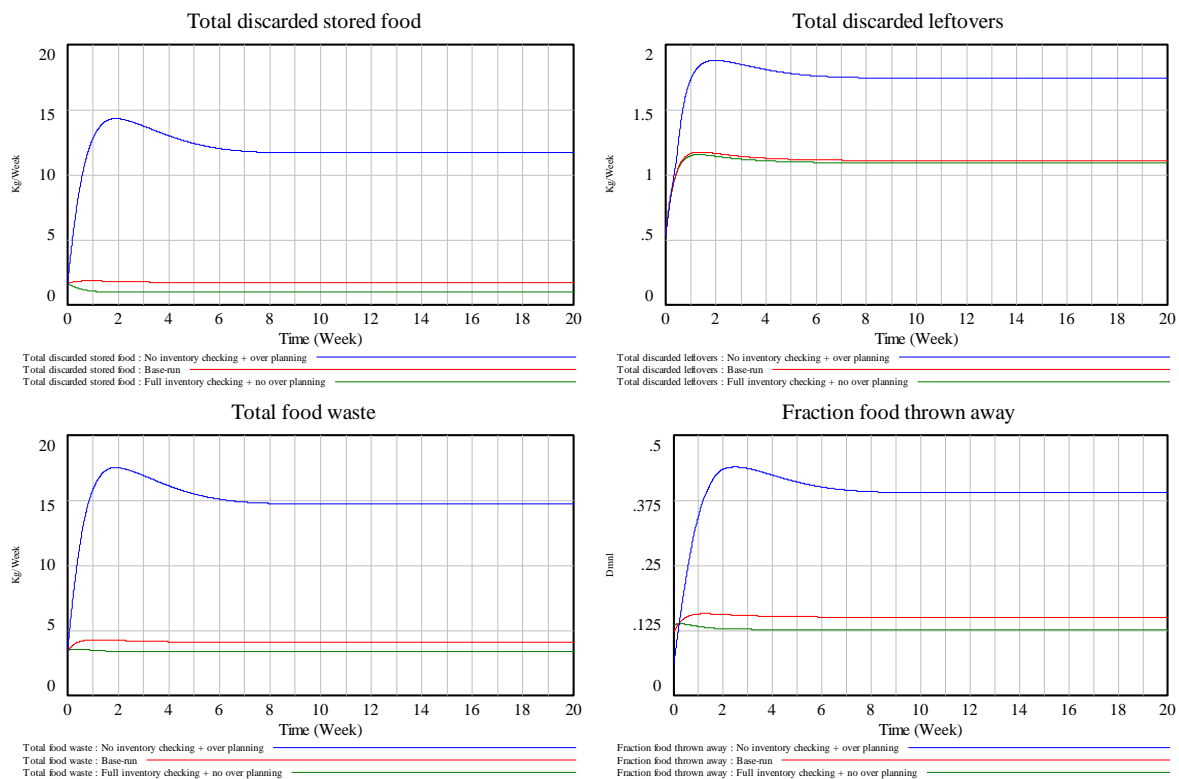 Total discarded stored food
20
15
10
5
0
Kg/Week
0 2 4 6 8 10 12 14 16 18 20
Time (Week)
Total discarded stored food : No inventory checking + over planning
Total discarded stored food : Base-run
Total discarded stored food : Full inventory checking + no over planning
Total discarded leftovers
2
1.5
1
.5
0
Kg/Week
0 2 4 6 8 10 12 14 16 18 20
Time (Week)
Total discarded leftovers : No inventory checking + over planning
Total discarded leftovers : Base-run
Total discarded leftovers : Full inventory checking + no over planning
Total food waste
20
15
10
5
0
Kg/Week
0 2 4 6 8 10 12 14 16 18 20
Time (Week)
Total food waste : No inventory checking + over planning
Total food waste : Base-run
Total food waste : Full inventory checking + no over planning
Fraction food thrown away
.5
.375
.25
.125
0
Dmnl
0 2 4 6 8 10 12 14 16 18 20
Time (Week)
Fraction food thrown away : No inventory checking + over planning
Fraction food thrown away : Base-run
Fraction food thrown away : Full inventory checking + no over planning